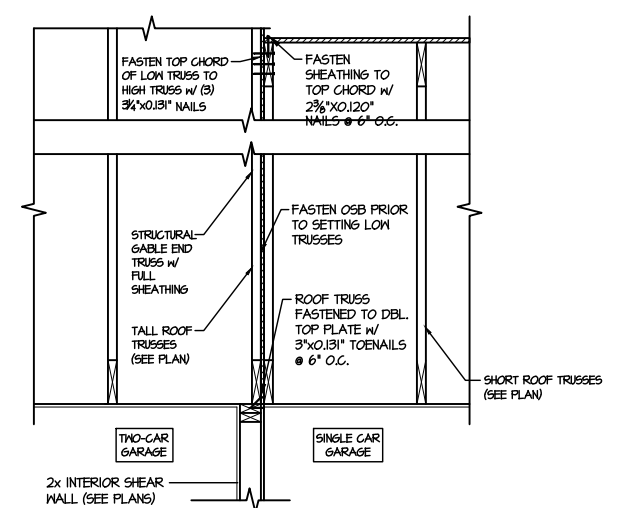 FASTEN TOP CHORD
OF LOW TRUSS TO
HIGH TRUSS W/ (3)
3¼"X0.131" NAILS
FASTEN
SHEATHING TO
TOP CHORD W/
2⅜"X0.120"
NAILS @ 6" O.C.
STRUCTURAL
GABLE END
TRUSS W/
FULL
SHEATHING
FASTEN OSB PRIOR
TO SETTING LOW
TRUSSES
TALL ROOF
TRUSSES
(SEE PLAN)
ROOF TRUSS
FASTENED TO DBL.
TOP PLATE W/
3"X0.131" TOENAILS
@ 6" O.C.
SHORT ROOF TRUSSES
(SEE PLAN)
TWO-CAR
GARAGE
SINGLE CAR
GARAGE
2x INTERIOR SHEAR
WALL (SEE PLANS)